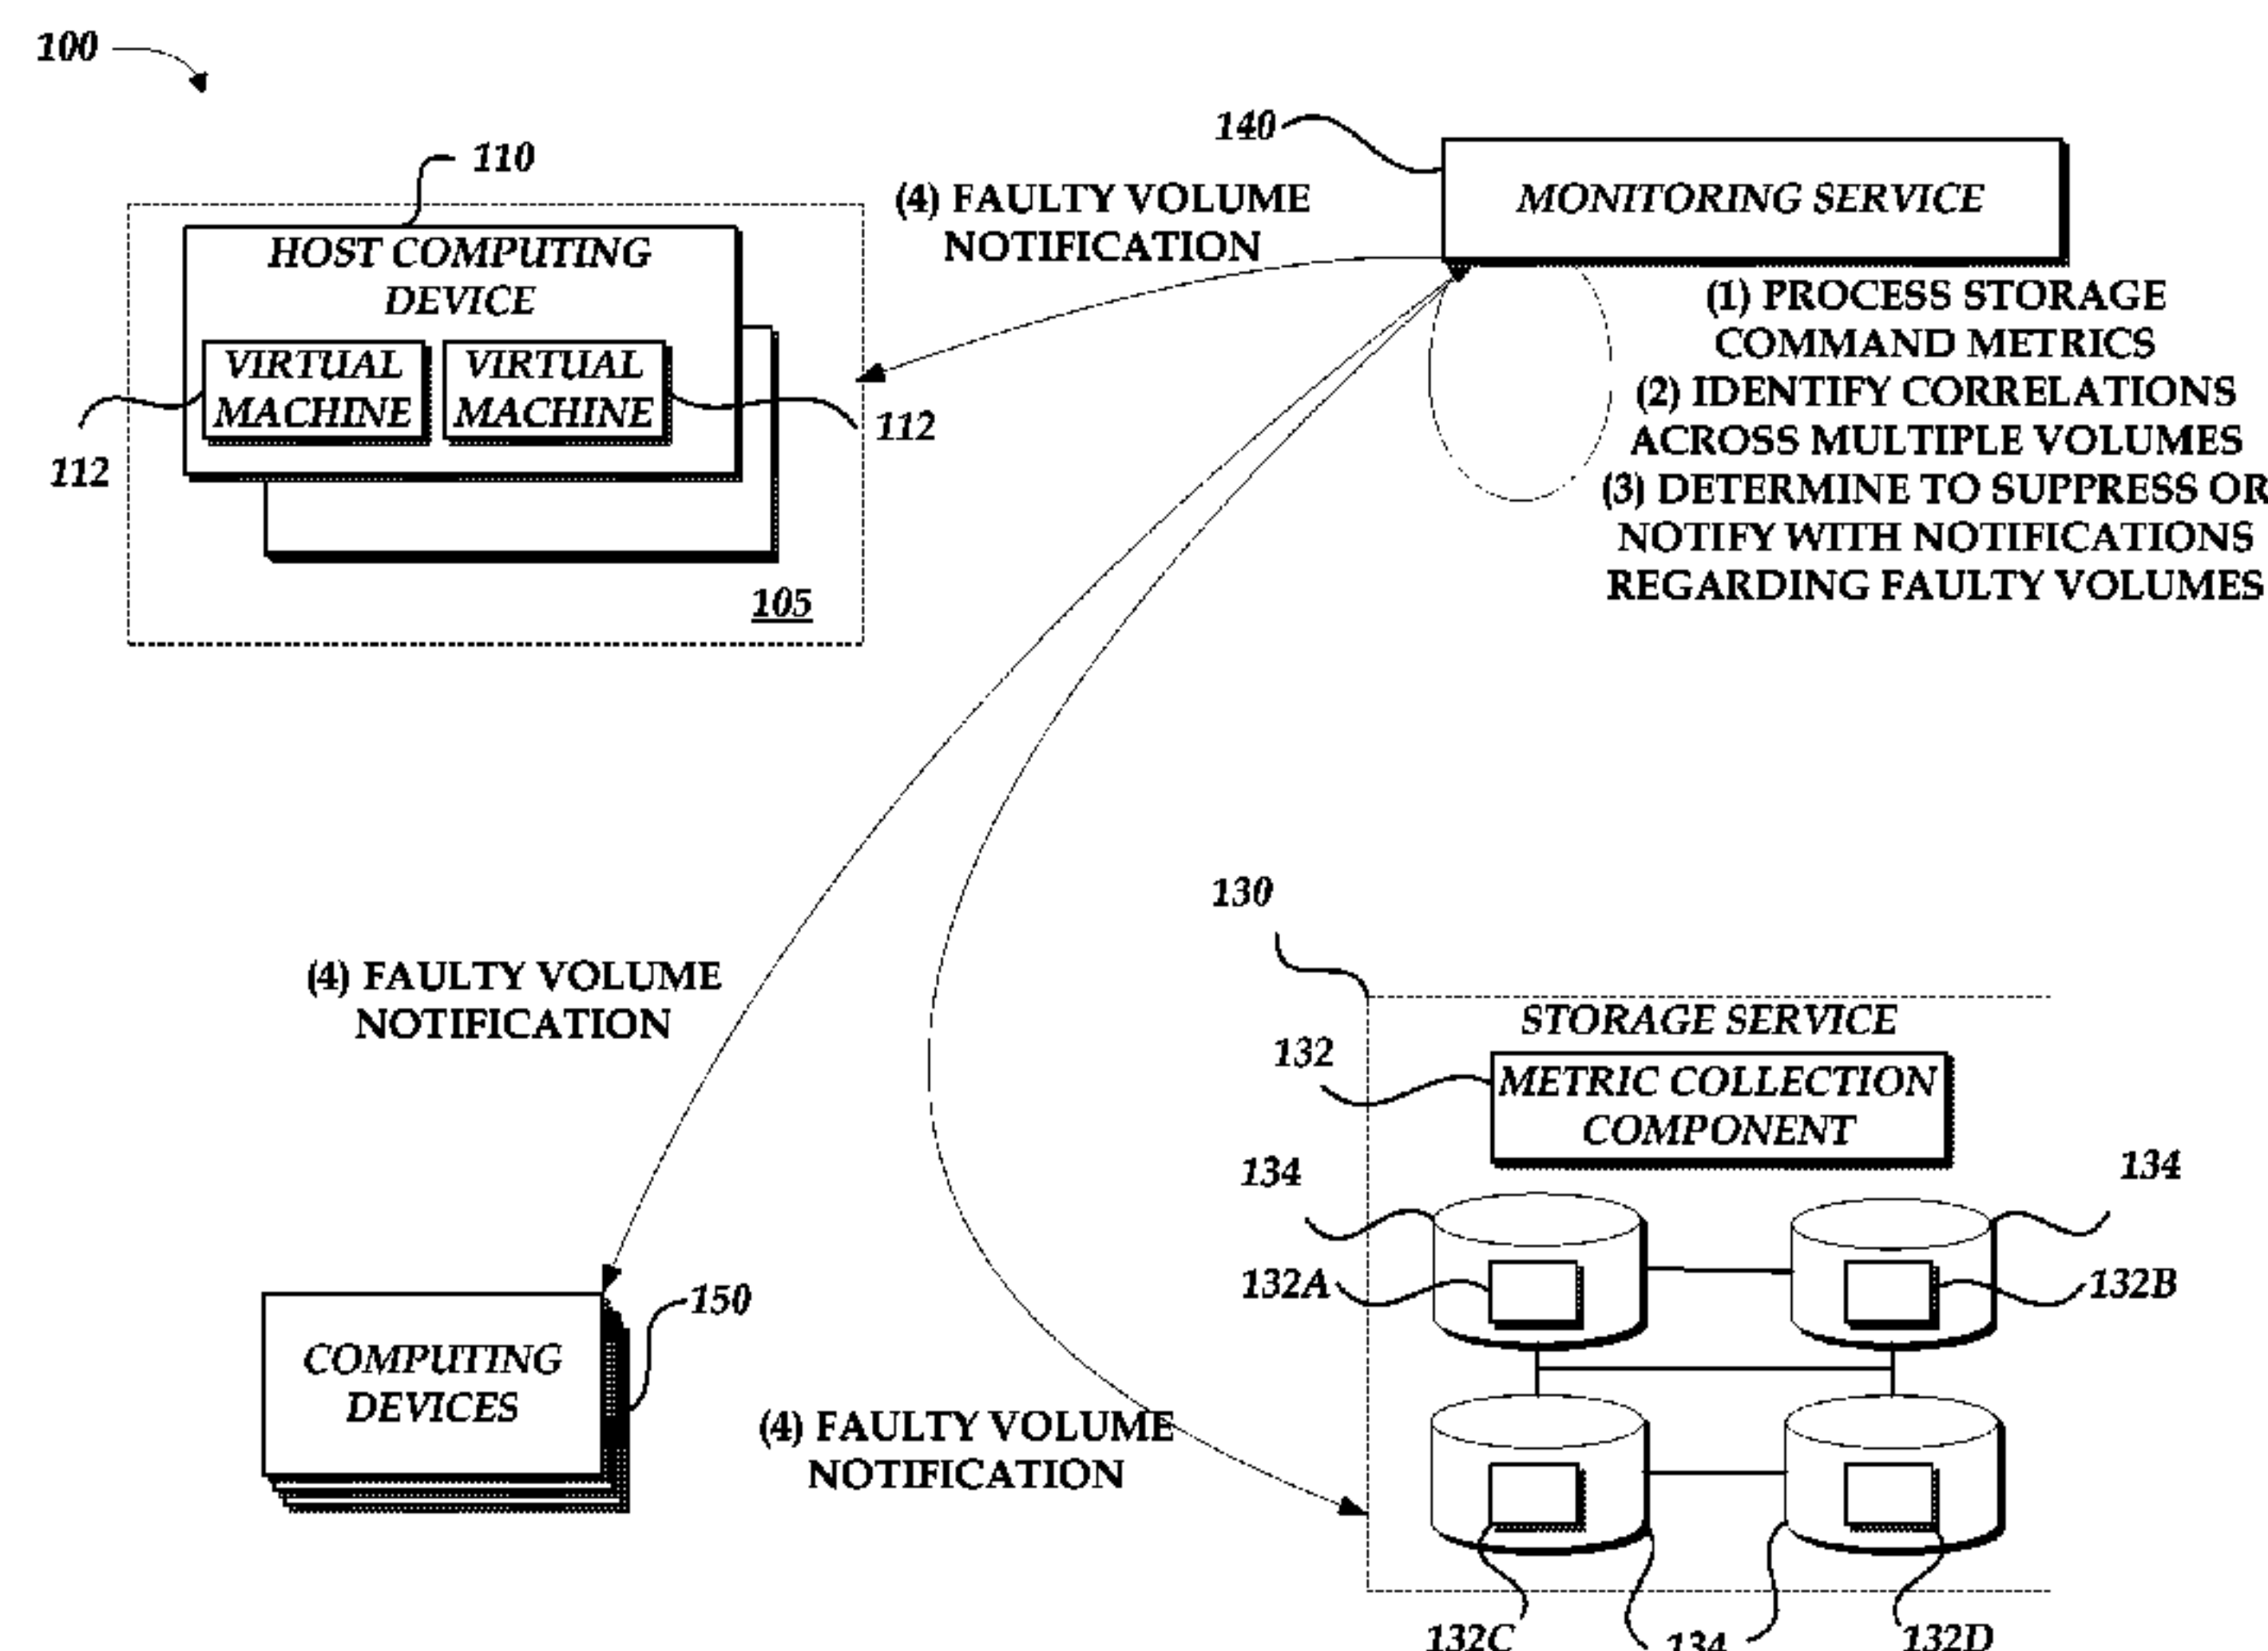 100
110
HOST COMPUTING
DEVICE
VIRTUAL
MACHINE
VIRTUAL
MACHINE
112
112
105
(4) FAULTY VOLUME
NOTIFICATION
140
MONITORING SERVICE
(1) PROCESS STORAGE
COMMAND METRICS
(2) IDENTIFY CORRELATIONS
ACROSS MULTIPLE VOLUMES
(3) DETERMINE TO SUPPRESS OR
NOTIFY WITH NOTIFICATIONS
REGARDING FAULTY VOLUMES
(4) FAULTY VOLUME
NOTIFICATION
150
COMPUTING
DEVICES
(4) FAULTY VOLUME
NOTIFICATION
130
STORAGE SERVICE
132
METRIC COLLECTION
COMPONENT
134
134
132A
132B
132C
134
132D